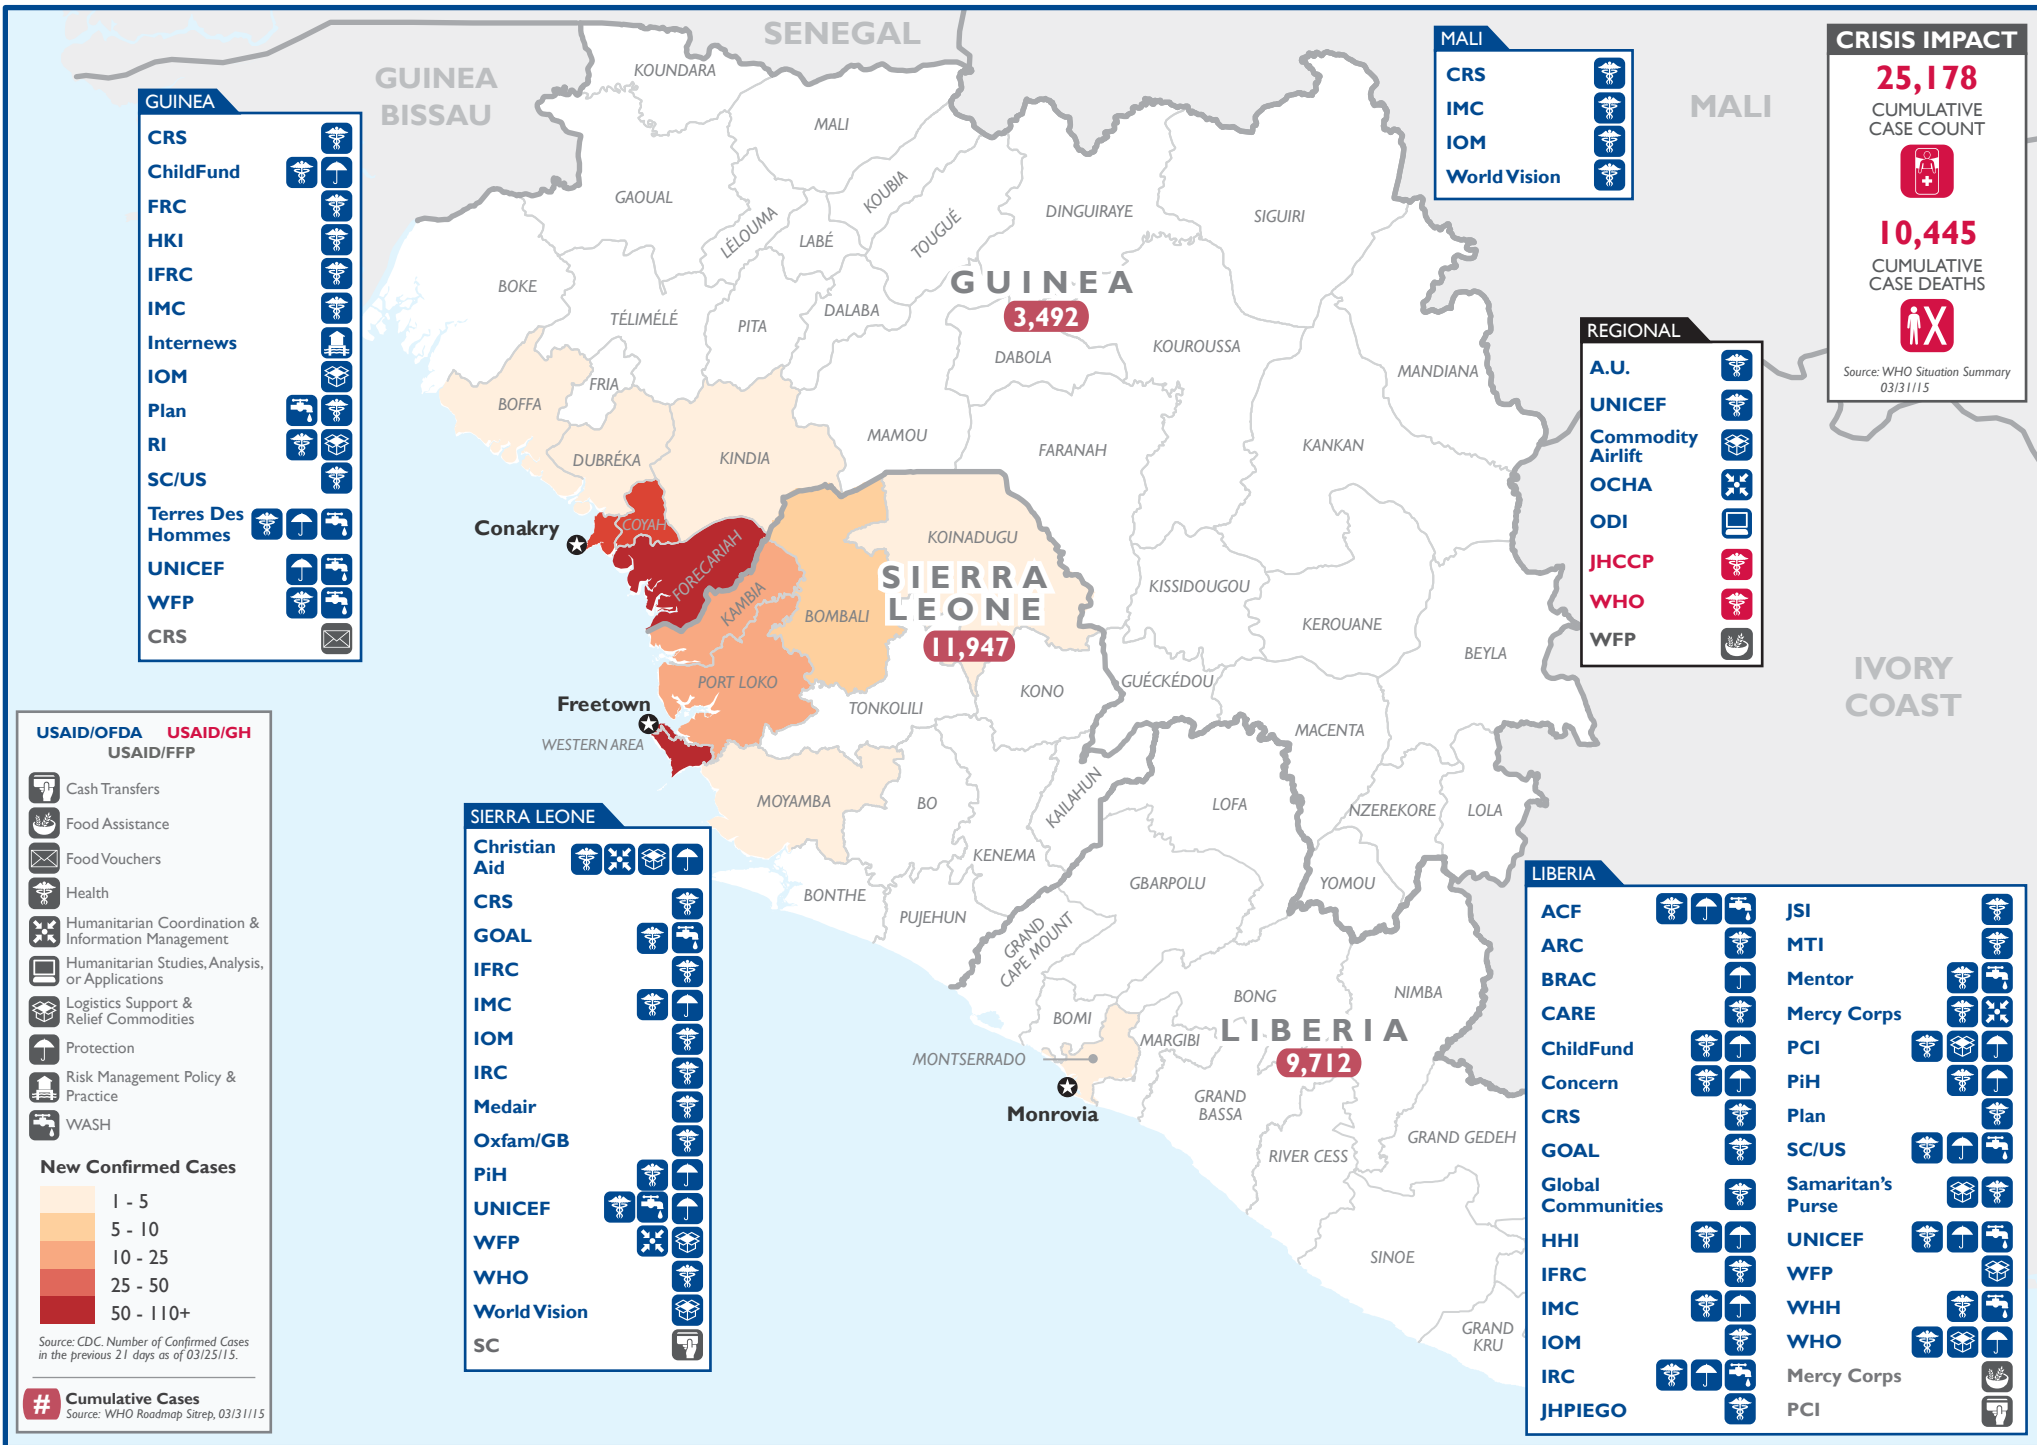 SENEGAL
GUINEA
BISSAU
MALI
IVORY
COAST
GUINEA
CRS
ChildFund
FRC
HKI
IFRC
IMC
Internews
IOM
Plan
RI
SC/US
Terres Des
Hommes
UNICEF
WFP
CRS
MALI
CRS
IMC
IOM
World Vision
CRISIS IMPACT
25,178
CUMULATIVE
CASE COUNT
10,445
CUMULATIVE
CASE DEATHS
Source: WHO Situation Summary
03/31/15
REGIONAL
A.U.
UNICEF
Commodity
Airlift
OCHA
ODI
JHCCP
WHO
WFP
KOUNDARA
MALI
GAOUAL
LÉLOUMA
KOUBIA
LABÉ
TOUGUÉ
DINGUIRAYE
SIGUIRI
BOKE
TÉLIMÉLÉ
PITA
DALABA
GUINEA
3,492
DABOLA
KOUROUSSA
MANDIANA
FRIA
BOFFA
DUBRÉKA
KINDIA
MAMOU
FARANAH
KANKAN
Conakry
COYAH
FORECARIAH
KAMBIA
BOMBALI
KOINADUGU
SIERRA
LEONE
11,947
KISSIDOUGOU
KEROUANE
BEYLA
PORT LOKO
Freetown
WESTERN AREA
TONKOLILI
KONO
GUÉCKÉDOU
MACENTA
MOYAMBA
BO
KAILAHUN
LOFA
NZEREKORE
LOLA
KENEMA
BONTHE
PUJEHUN
GBARPOLU
YOMOU
GRAND
CAPE MOUNT
BONG
NIMBA
BOMI
MARGIBI
LIBERIA
9,712
MONTSERRADO
Monrovia
GRAND
BASSA
RIVER CESS
GRAND GEDEH
SINOE
GRAND
KRU
USAID/OFDA USAID/GH
USAID/FFP
Cash Transfers
Food Assistance
Food Vouchers
Health
Humanitarian Coordination &
Information Management
Humanitarian Studies, Analysis,
or Applications
Logistics Support &
Relief Commodities
Protection
Risk Management Policy &
Practice
WASH
New Confirmed Cases
1 - 5
5 - 10
10 - 25
25 - 50
50 - 110+
Source: CDC. Number of Confirmed Cases
in the previous 21 days as of 03/25/15.
# Cumulative Cases
Source: WHO Roadmap Sitrep, 03/31/15
SIERRA LEONE
Christian
Aid
CRS
GOAL
IFRC
IMC
IOM
IRC
Medair
Oxfam/GB
PiH
UNICEF
WFP
WHO
World Vision
SC
LIBERIA
ACF
ARC
BRAC
CARE
ChildFund
Concern
CRS
GOAL
Global
Communities
HHI
IFRC
IMC
IOM
IRC
JHPIEGO
JSI
MTI
Mentor
Mercy Corps
PCI
PiH
Plan
SC/US
Samaritan's
Purse
UNICEF
WFP
WHH
WHO
Mercy Corps
PCI